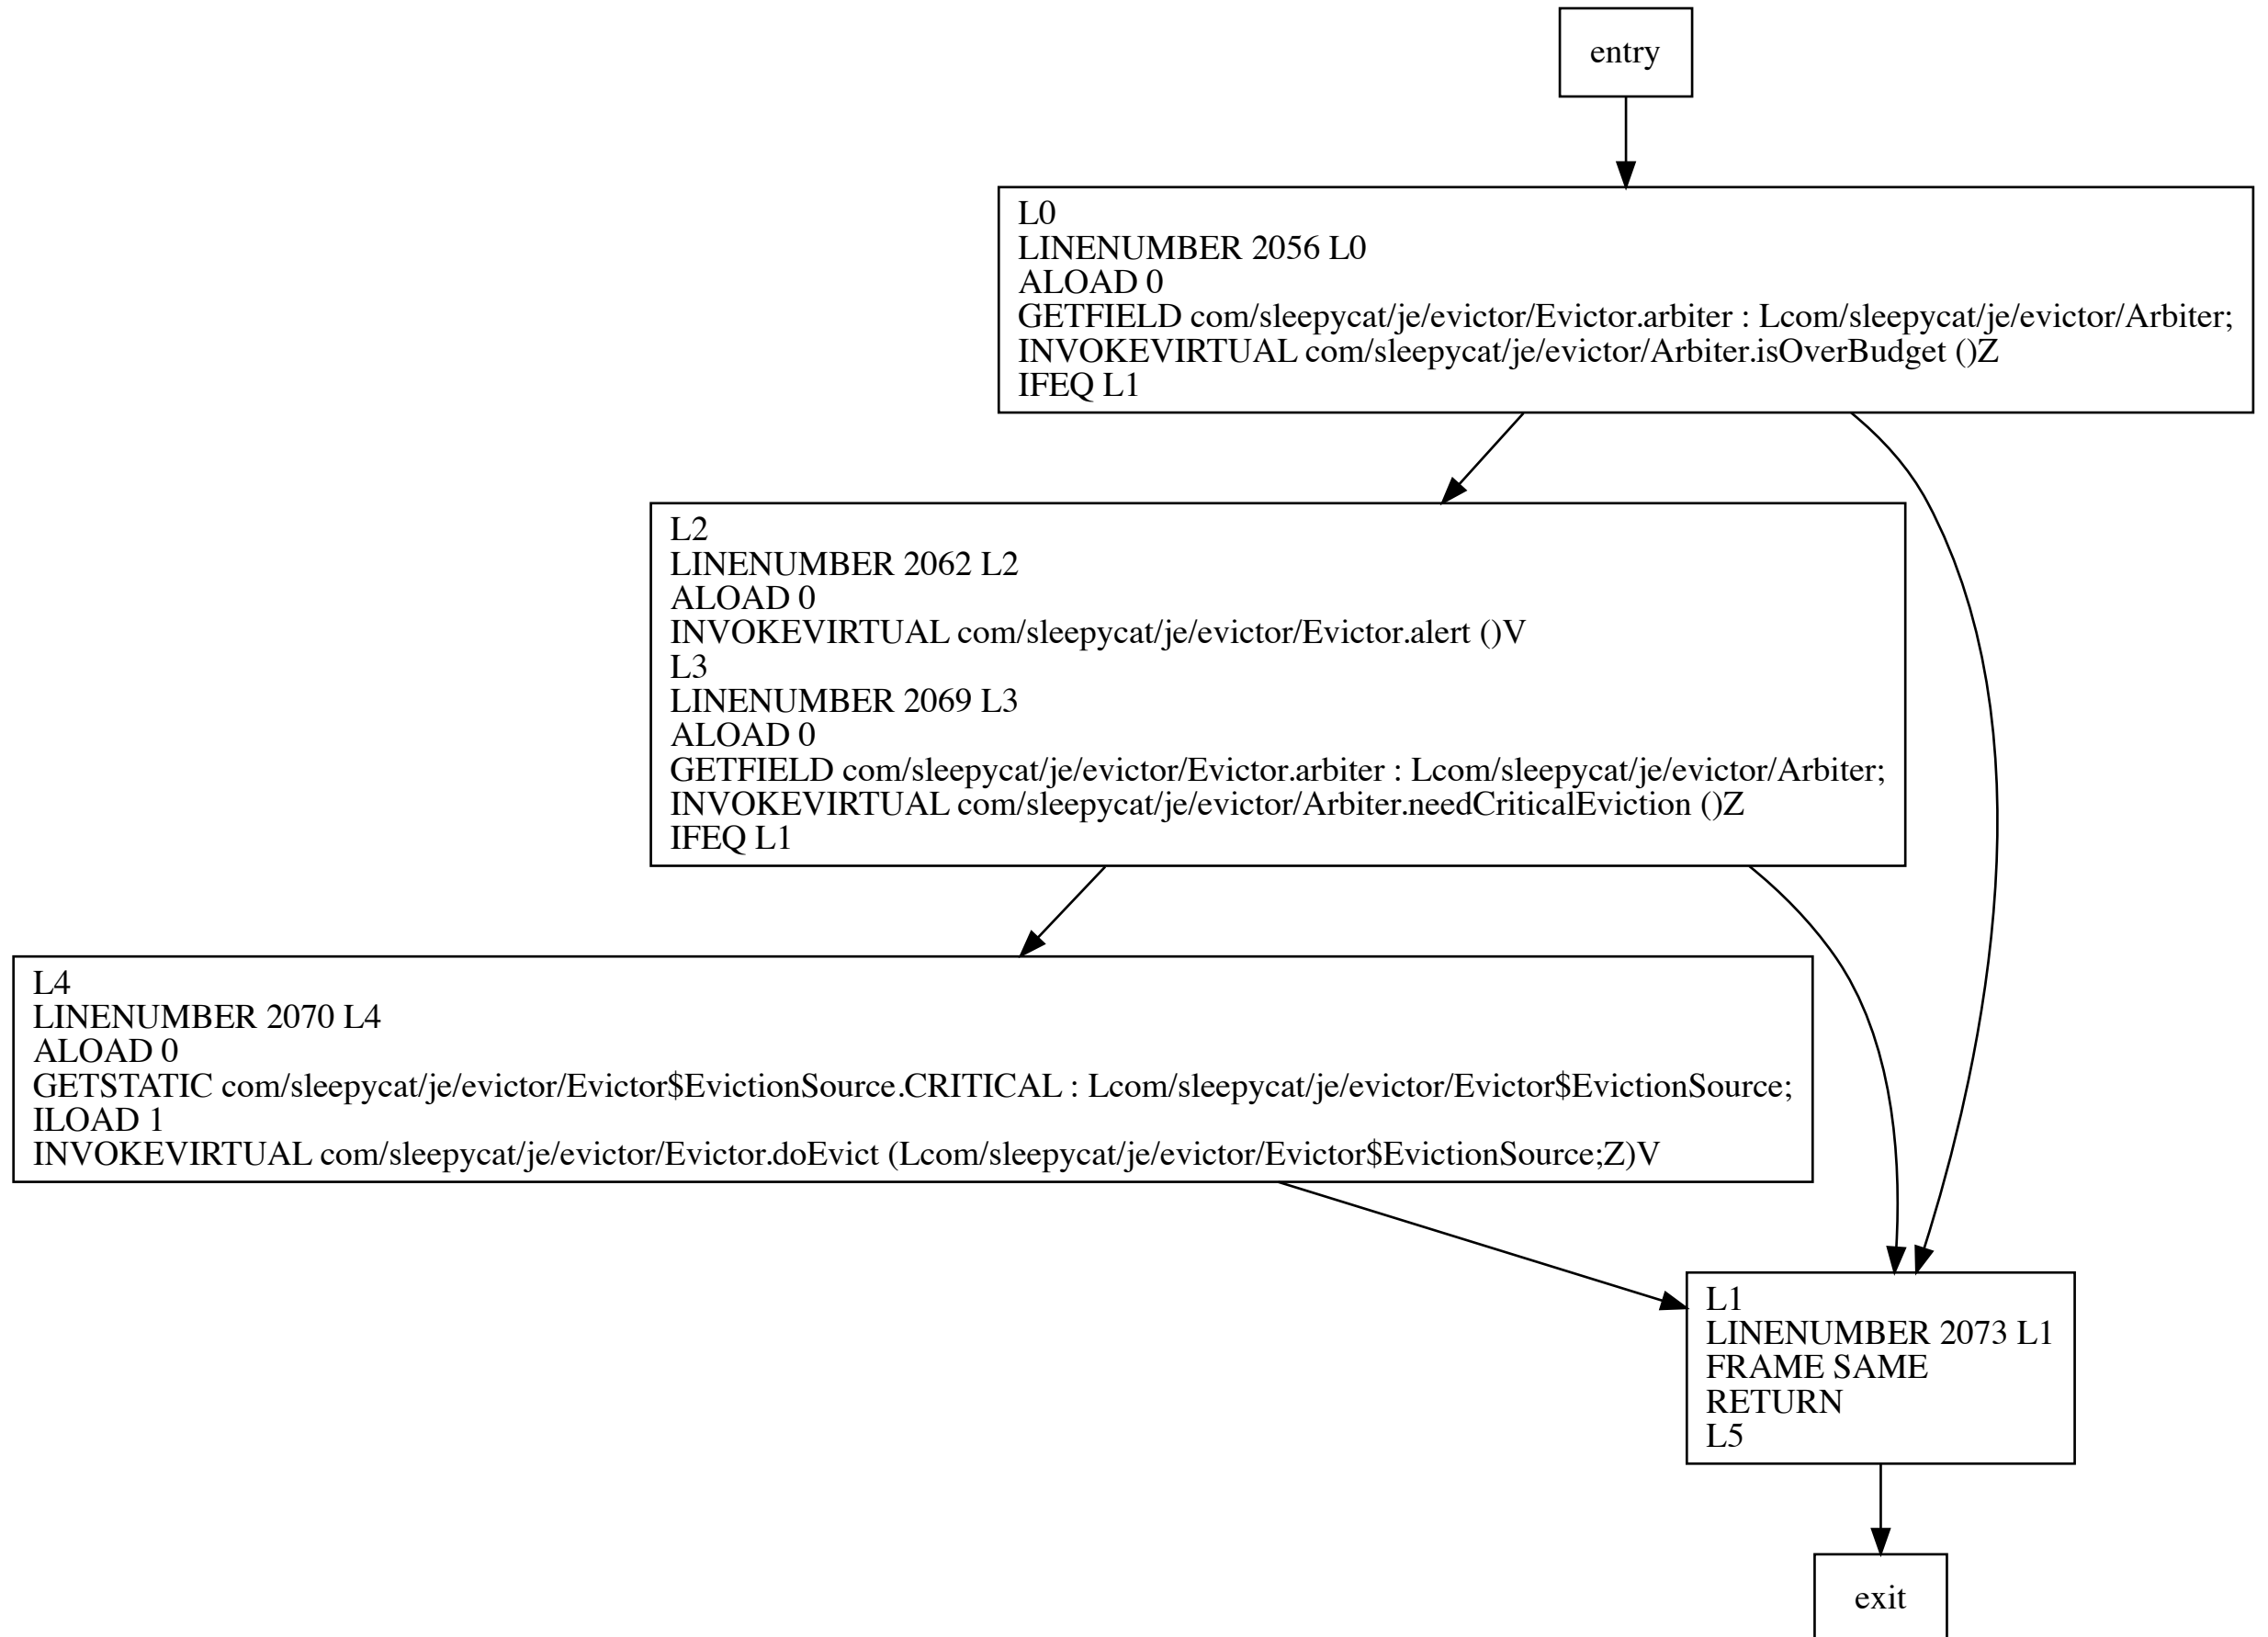 entry
L0
LINENUMBER 2056 L0
ALOAD 0
GETFIELD com/sleepycat/je/evictor/Evictor.arbiter : Lcom/sleepycat/je/evictor/Arbiter;
INVOKEVIRTUAL com/sleepycat/je/evictor/Arbiter.isOverBudget ()Z
IFEQ L1
L2
LINENUMBER 2062 L2
ALOAD 0
INVOKEVIRTUAL com/sleepycat/je/evictor/Evictor.alert ()V
L3
LINENUMBER 2069 L3
ALOAD 0
GETFIELD com/sleepycat/je/evictor/Evictor.arbiter : Lcom/sleepycat/je/evictor/Arbiter;
INVOKEVIRTUAL com/sleepycat/je/evictor/Arbiter.needCriticalEviction ()Z
IFEQ L1
L4
LINENUMBER 2070 L4
ALOAD 0
GETSTATIC com/sleepycat/je/evictor/Evictor$EvictionSource.CRITICAL : Lcom/sleepycat/je/evictor/Evictor$EvictionSource;
ILOAD 1
INVOKEVIRTUAL com/sleepycat/je/evictor/Evictor.doEvict (Lcom/sleepycat/je/evictor/Evictor$EvictionSource;Z)V
L1
LINENUMBER 2073 L1
FRAME SAME
RETURN
L5
exit